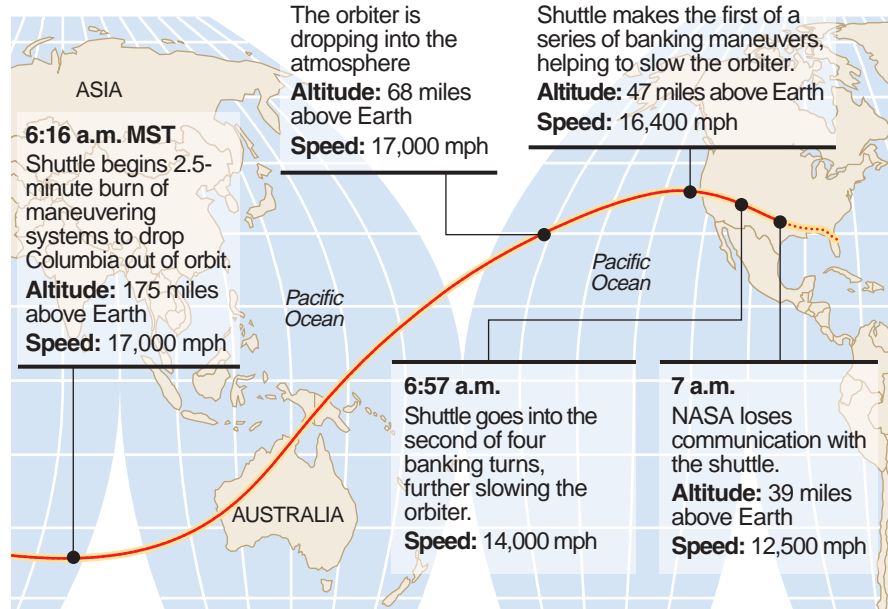 The orbiter is
dropping into the
atmosphere
Altitude: 68 miles
above Earth
Speed: 17,000 mph
Shuttle makes the first of a
series of banking maneuvers,
helping to slow the orbiter.
Altitude: 47 miles above Earth
Speed: 16,400 mph
ASIA
6:16 a.m. MST
Shuttle begins 2.5-
minute burn of
maneuvering
systems to drop
Columbia out of orbit.
Altitude: 175 miles
above Earth
Speed: 17,000 mph
Pacific
Ocean
Pacific
Ocean
6:57 a.m.
Shuttle goes into the
second of four
banking turns,
further slowing the
orbiter.
Speed: 14,000 mph
7 a.m.
NASA loses
communication with
the shuttle.
Altitude: 39 miles
above Earth
Speed: 12,500 mph
AUSTRALIA